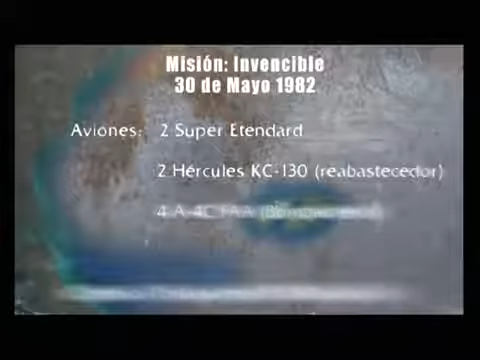 Misión: Invencible
30 de Mayo 1982
Aviones: 2 Super Etendard
2 Hércules KC-130 (reabastecedor)
4 A-4C FAA